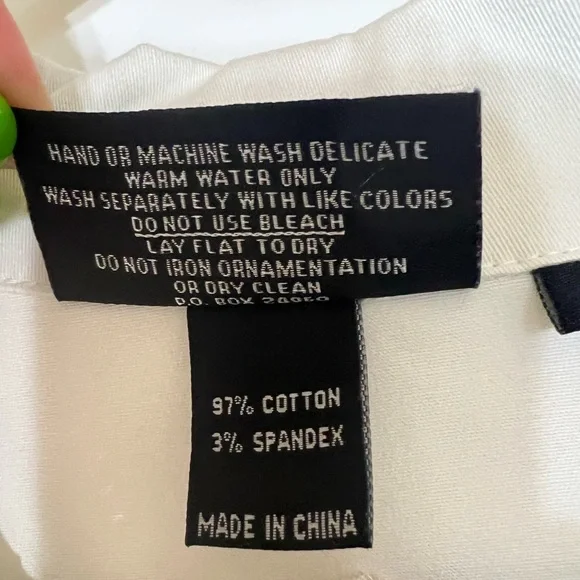 HAND OR MACHINE WASH DELICATE
WARM WATER ONLY
WASH SEPARATELY WITH LIKE COLORS
DO NOT USE BLEACH
LAY FLAT TO DRY
DO NOT IRON ORNAMENTATION
OR DRY CLEAN
P.O. BOX
97% COTTON
3% SPANDEX
MADE IN CHINA